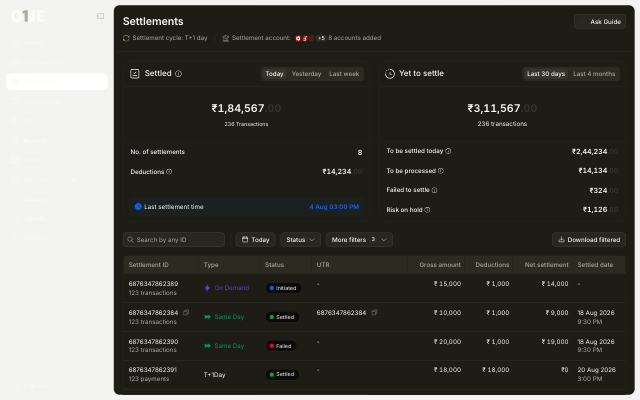 ONE
Settlements
Ask Guide
Settlement cycle: T+1 day
Settlement account: +5 8 accounts added
Settled
Today Yesterday Last week
Yet to settle
Last 30 days Last 4 months
₹1,84,567.00
236 Transactions
₹3,11,567.00
236 transactions
No. of settlements 8
Deductions ₹14,234.00
Last settlement time 4 Aug 03:00 PM
To be settled today ₹2,44,234.00
To be processed ₹14,134.00
Failed to settle ₹324.00
Risk on hold ₹1,126.00
Search by any ID
Today
Status
More filters 3
Download filtered
Settlement ID Type Status UTR Gross amount Deductions Net settlement Settled date
6876347862389 On Demand Initiated - ₹ 15,000 ₹ 1,000 ₹ 14,000 -
123 transactions
6876347862384 Same Day Settled 6876347862384 ₹ 10,000 ₹ 1,000 ₹ 9,000 18 Aug 2026
123 transactions 9:30 PM
6876347862390 Same Day Failed - ₹ 20,000 ₹ 1,000 ₹ 19,000 18 Aug 2026
123 transactions 9:30 PM
6876347862391 T+1Day Settled - ₹ 18,000 ₹ 18,000 ₹0 20 Aug 2026
123 payments 3:00 PM